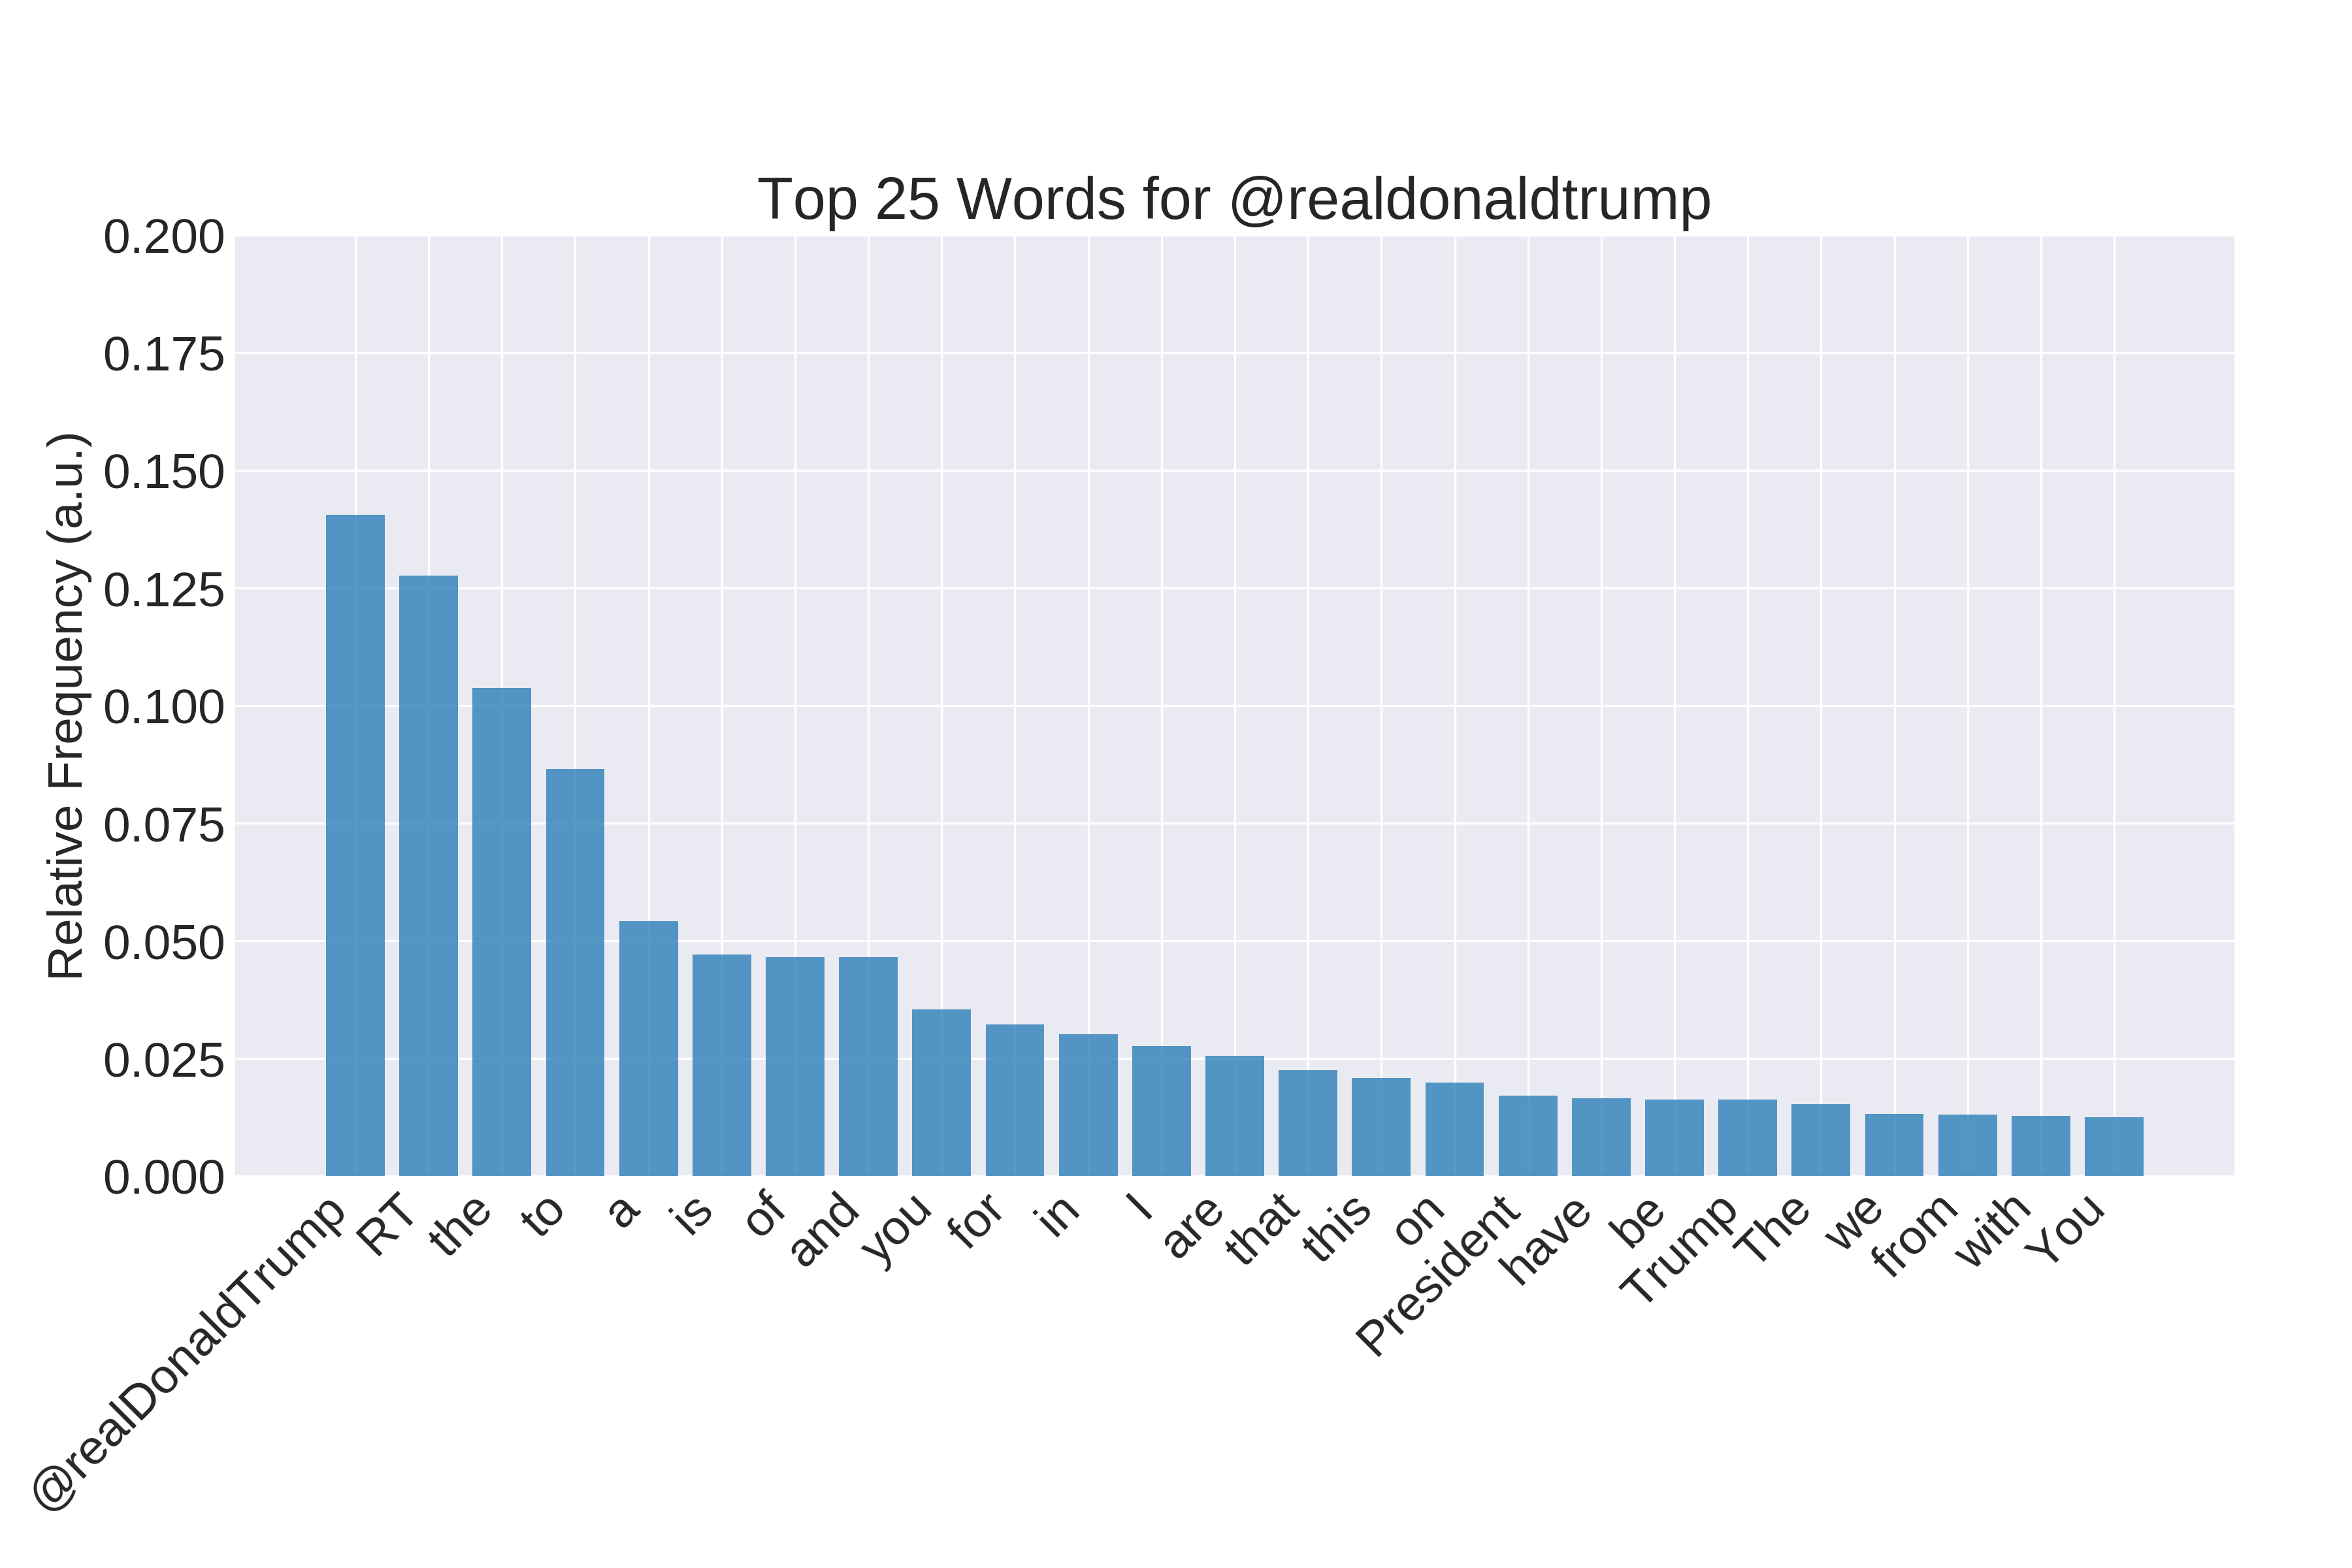 Top 25 Words for @realdonaldtrump
Relative Frequency (a.u.)
0.200
0.175
0.150
0.125
0.100
0.075
0.050
0.025
0.000
@realDonaldTrump
RT
the
to
a
is
of
and
you
for
in
I
are
that
this
on
President
have
be
Trump
The
we
from
with
You